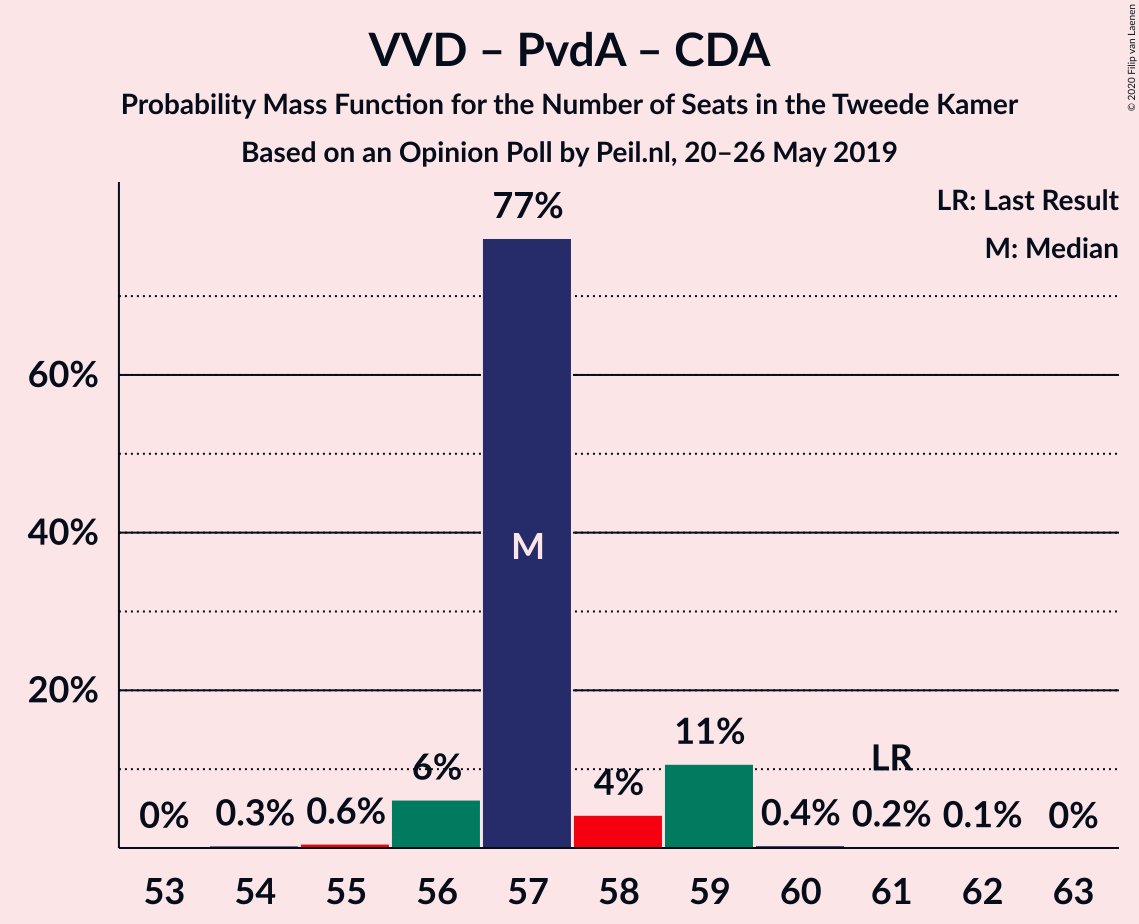 VVD – PvdA – CDA
Probability Mass Function for the Number of Seats in the Tweede Kamer
Based on an Opinion Poll by Peil.nl, 20–26 May 2019
© 2020 Filip van Laenen
LR: Last Result
M: Median
77%
60%
40%
20%
M
0%
0.3%
0.6%
6%
4%
11%
0.4%
LR
0.2%
0.1%
0%
53 54 55 56 57 58 59 60 61 62 63